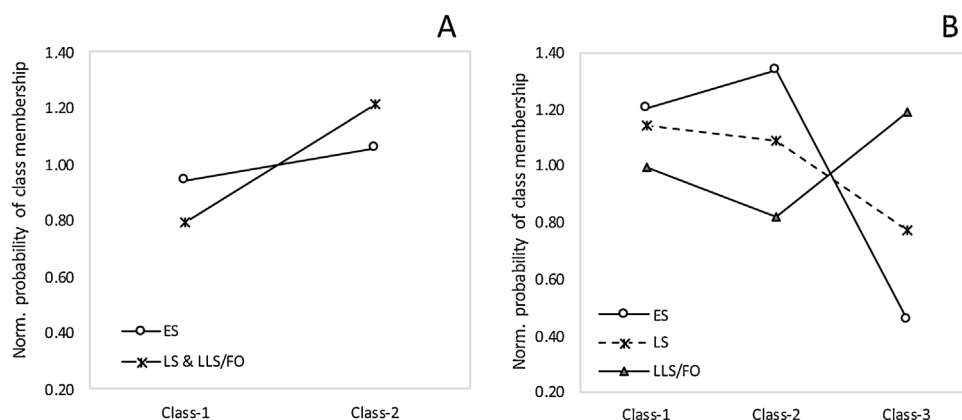 A
Norm. probability of class membership
1.40
1.20
1.00
0.80
0.60
0.40
0.20
ES
LS & LLS/FO
Class-1 Class-2
B
Norm. probability of class membership
1.40
1.20
1.00
0.80
0.60
0.40
0.20
ES
LS
LLS/FO
Class-1 Class-2 Class-3